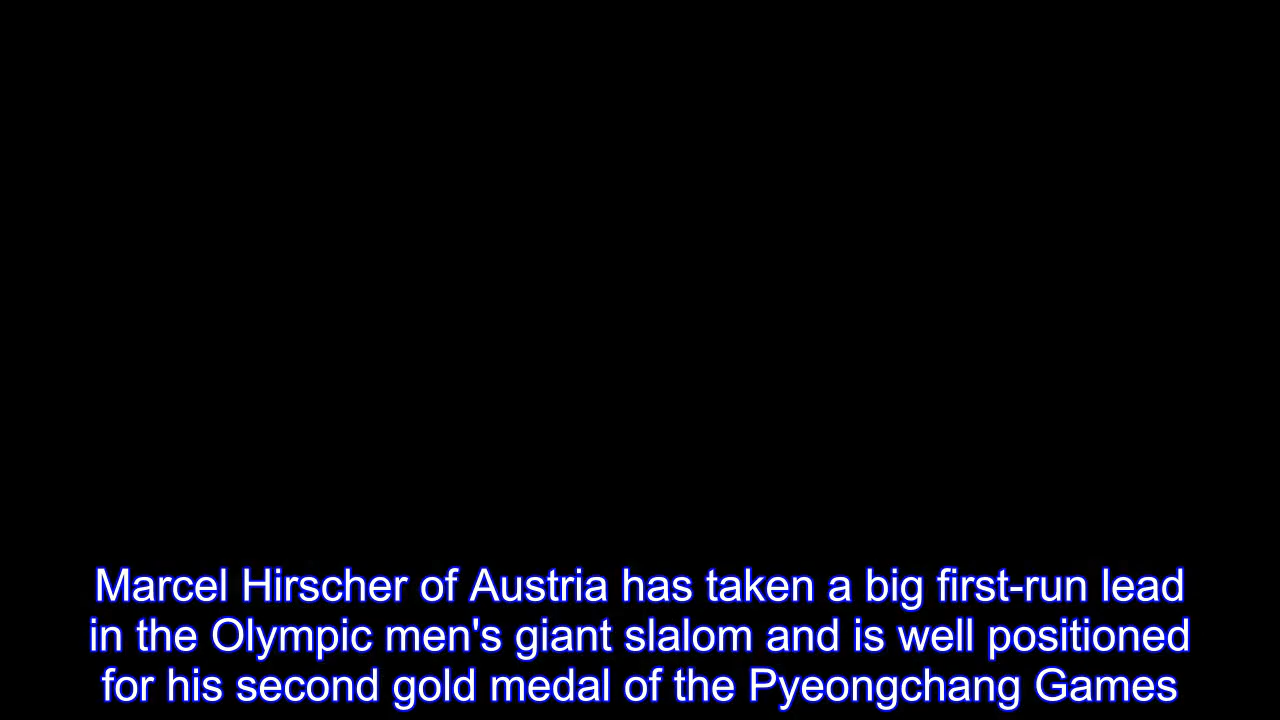 Marcel Hirscher of Austria has taken a big first-run lead
in the Olympic men's giant slalom and is well positioned
for his second gold medal of the Pyeongchang Games